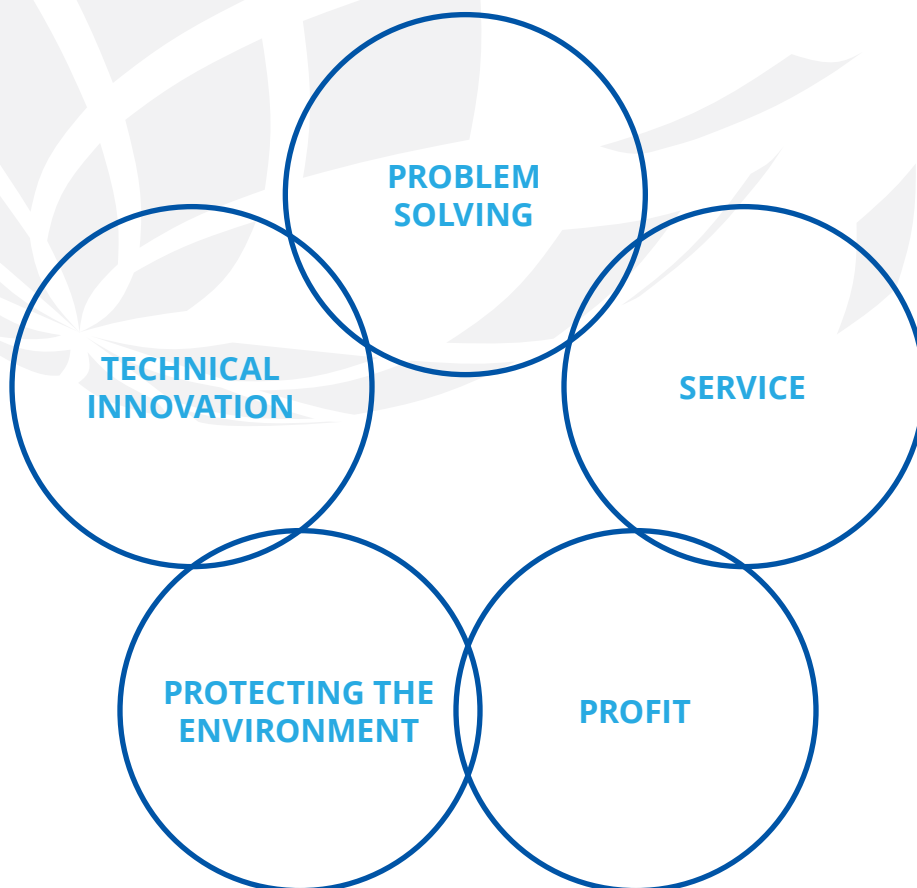 PROBLEM
SOLVING
TECHNICAL
INNOVATION
SERVICE
PROTECTING THE
ENVIRONMENT
PROFIT